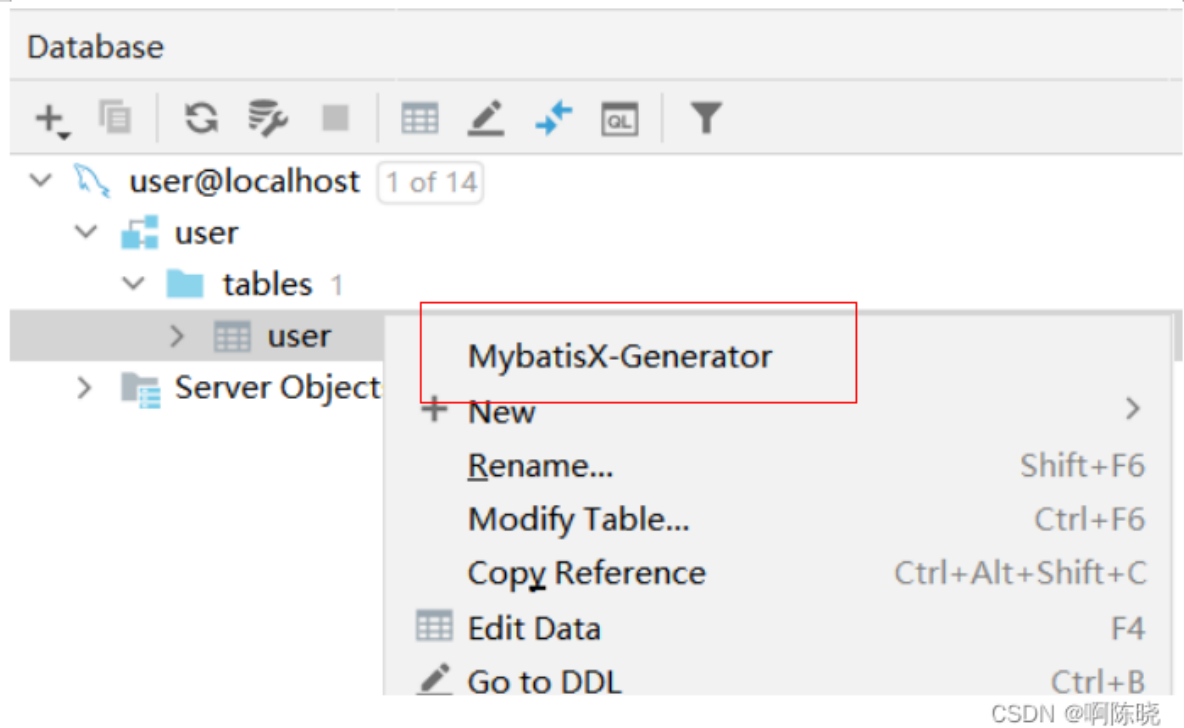 Database
QL
user@localhost 1 of 14
user
tables 1
user
MybatisX-Generator
Server Object
New
Rename... Shift+F6
Modify Table... Ctrl+F6
Copy Reference Ctrl+Alt+Shift+C
Edit Data F4
Go to DDL Ctrl+B
CSDN @啊陈晓